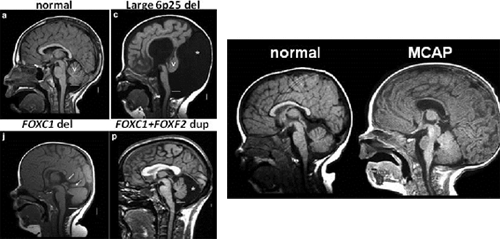 a normal
c Large 6p25 del
j FOXC1 del
p FOXC1+FOXF2 dup
normal
MCAP